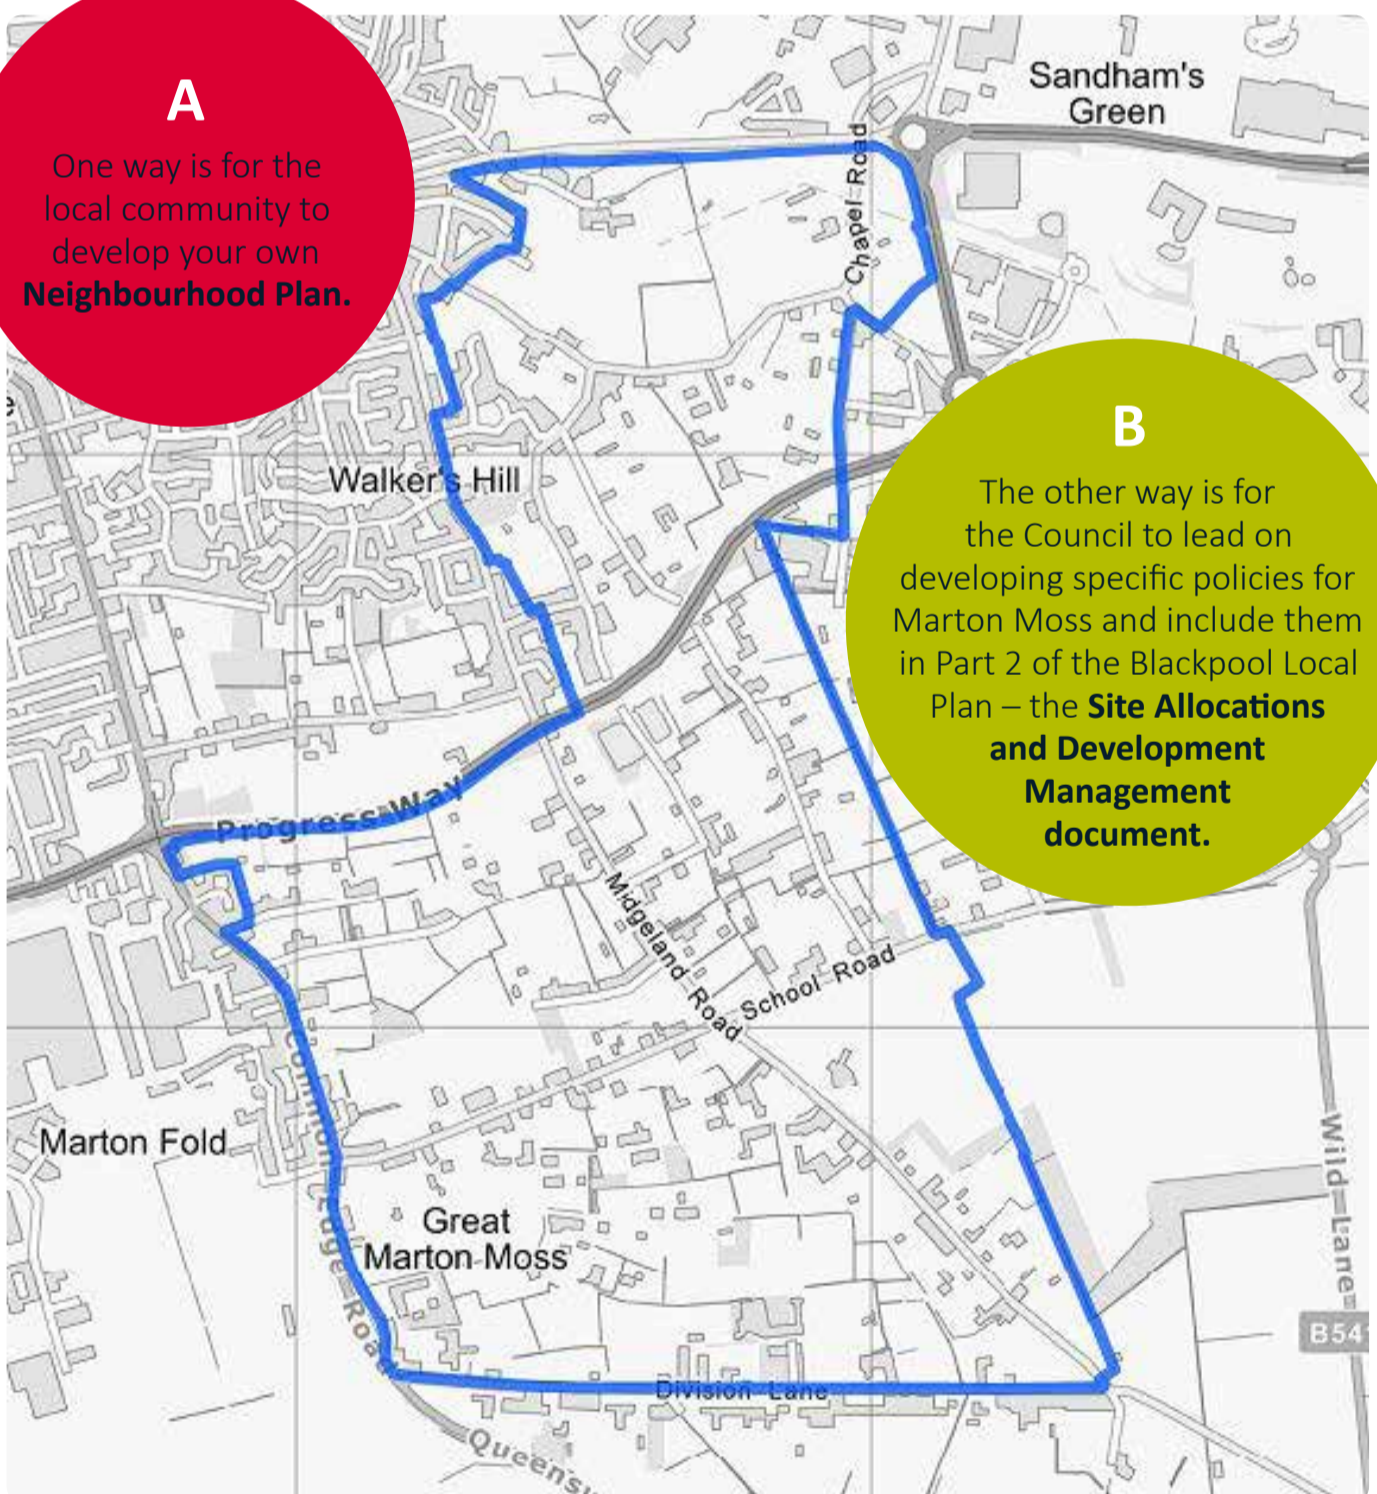 A
One way is for the
local community to
develop your own
Neighbourhood Plan.
Sandham's
Green
Chapel Road
B
The other way is for
the Council to lead on
developing specific policies for
Marton Moss and include them
in Part 2 of the Blackpool Local
Plan – the Site Allocations
and Development
Management
document.
Walker's Hill
Progress Way
Midgeland Road
School Road
Common Edge Road
Marton Fold
Great
Marton Moss
Wild Lane
Division Lane